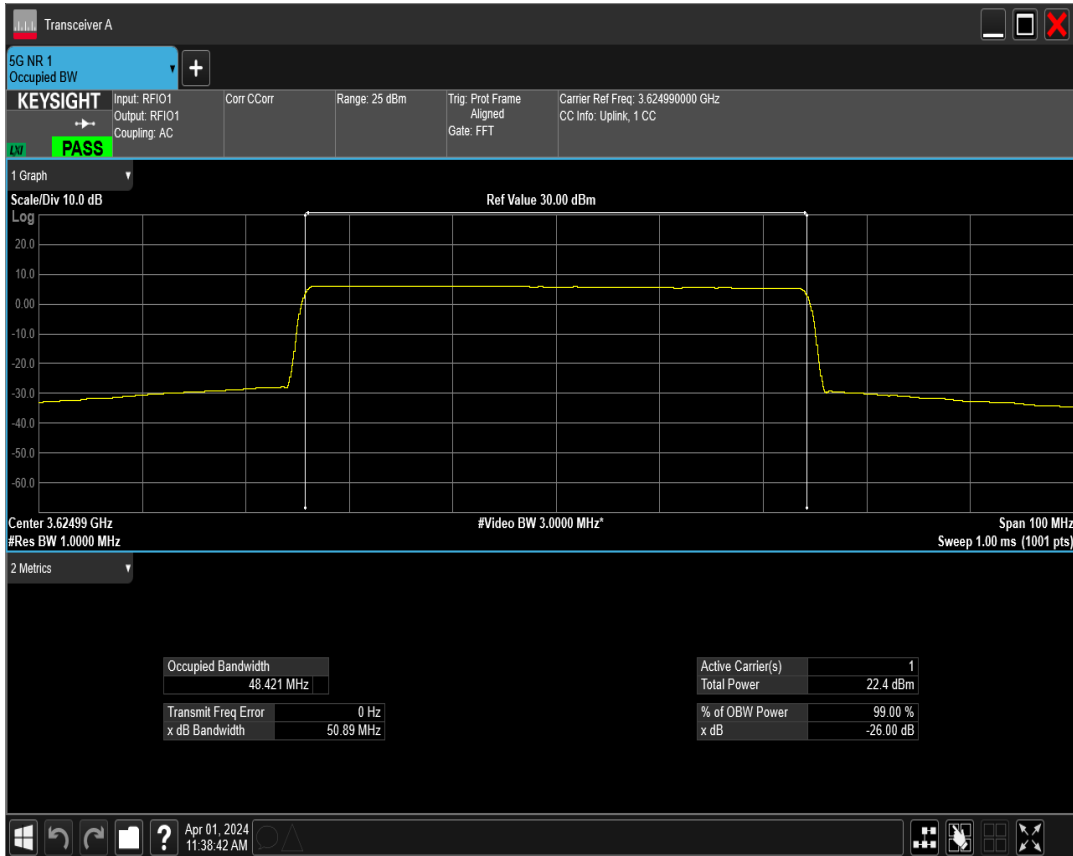 Transceiver A
5G NR 1
Occupied BW
+
KEYSIGHT
LXI
PASS
Input: RFIO1
Output: RFIO1
Coupling: AC
Corr CCorr
Range: 25 dBm
Trig: Prot Frame
Aligned
Gate: FFT
Carrier Ref Freq: 3.624990000 GHz
CC Info: Uplink, 1 CC
1 Graph
Scale/Div 10.0 dB
Ref Value 30.00 dBm
Log
20.0
10.0
0.00
-10.0
-20.0
-30.0
-40.0
-50.0
-60.0
Center 3.62499 GHz
#Video BW 3.0000 MHz*
Span 100 MHz
#Res BW 1.0000 MHz
Sweep 1.00 ms (1001 pts)
2 Metrics
Occupied Bandwidth
48.421 MHz
Transmit Freq Error 0 Hz
x dB Bandwidth 50.89 MHz
Active Carrier(s) 1
Total Power 22.4 dBm
% of OBW Power 99.00 %
x dB -26.00 dB
?
Apr 01, 2024
11:38:42 AM